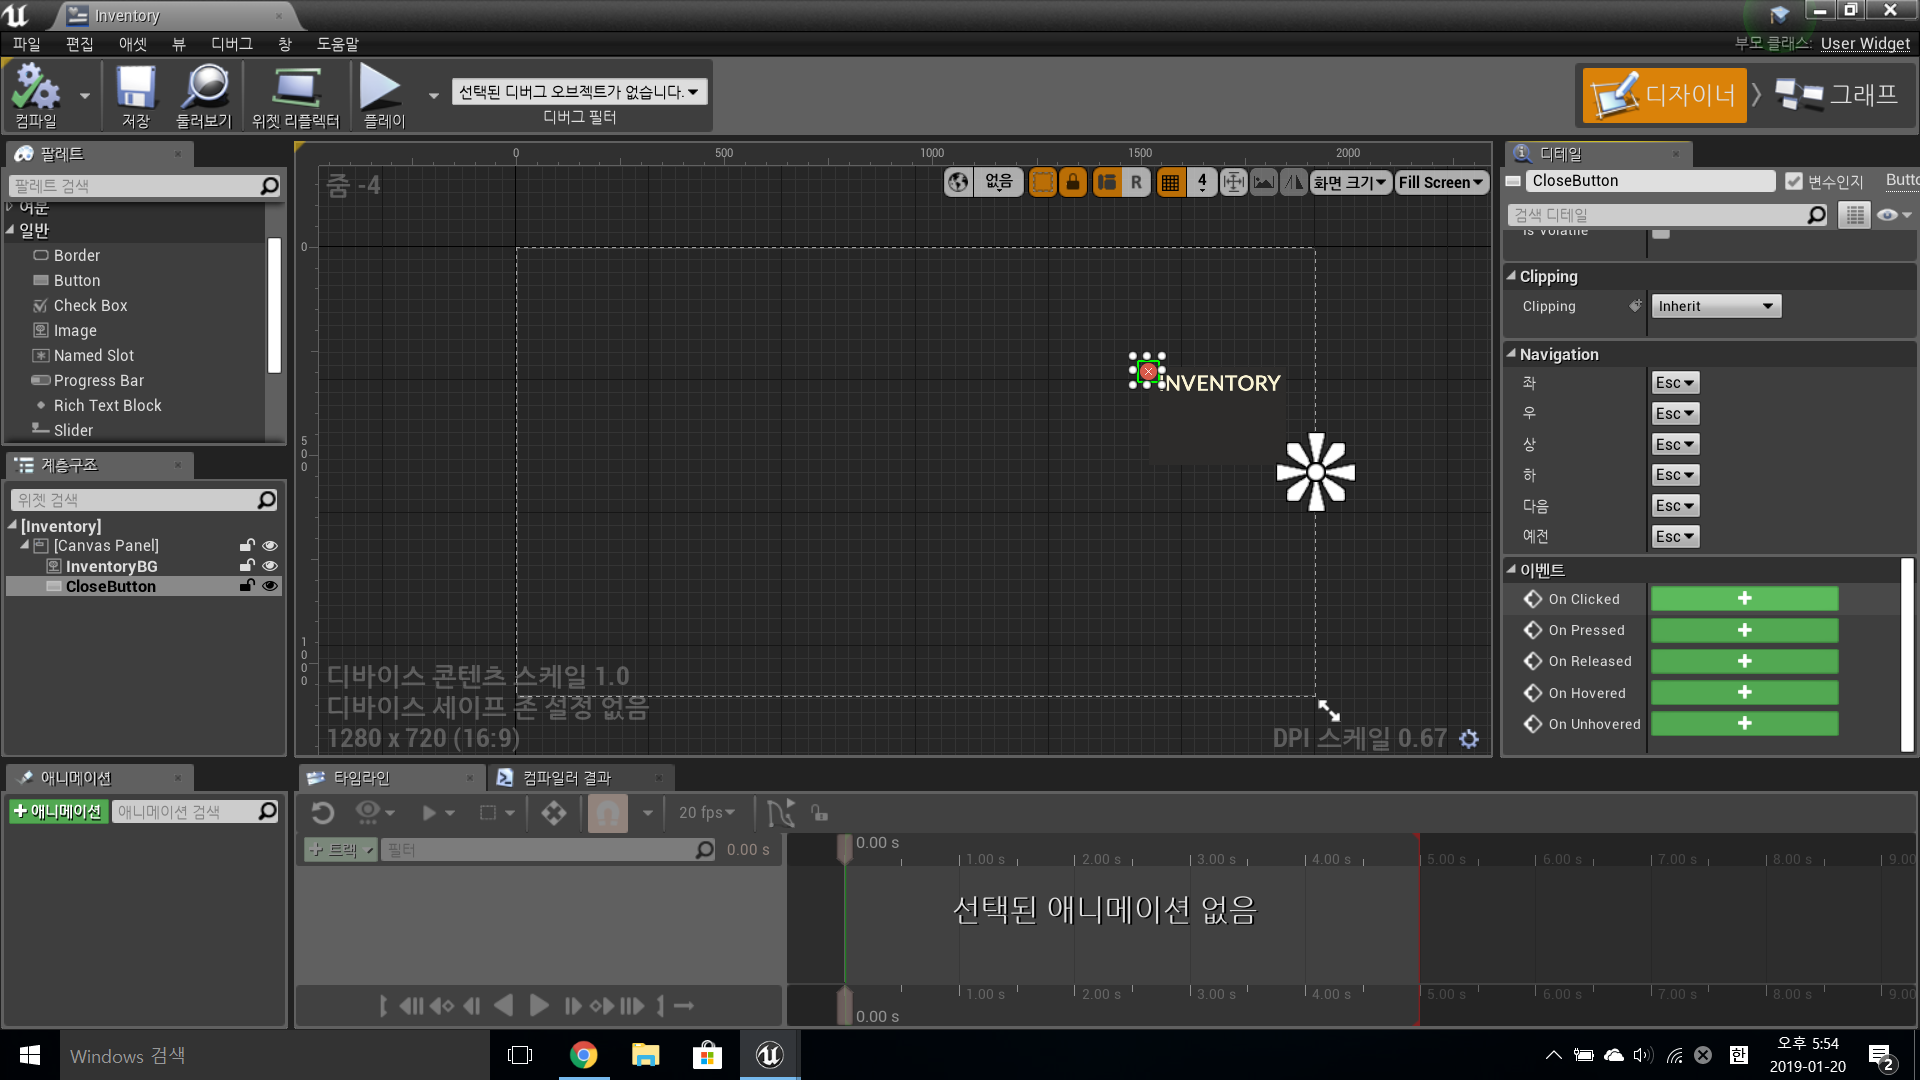 Inventory
파일 편집 애셋 뷰 디버그 창 도움말
부모 클래스: User Widget
컴파일 저장 둘러보기 위젯 리플렉터 플레이
선택된 디버그 오브젝트가 없습니다.
디버그 필터
디자이너 그래프
팔레트
팔레트 검색
일반
Border
Button
Check Box
Image
Named Slot
Progress Bar
Rich Text Block
Slider
계층구조
위젯 검색
[Inventory]
[Canvas Panel]
InventoryBG
CloseButton
0 500 1000 1500 2000
줌 -4
없음 R 4 화면 크기 Fill Screen
0
500
1000
INVENTORY
디바이스 콘텐츠 스케일 1.0
디바이스 세이프 존 설정 없음
1280 x 720 (16:9)
DPI 스케일 0.67
디테일
CloseButton 변수인지 Butto
검색 디테일
Is Volatile
Clipping
Clipping Inherit
Navigation
좌 Esc
우 Esc
상 Esc
하 Esc
다음 Esc
예전 Esc
이벤트
On Clicked +
On Pressed +
On Released +
On Hovered +
On Unhovered +
애니메이션
+ 애니메이션 애니메이션 검색
타임라인 컴파일러 결과
20 fps
+ 트랙 필터 0.00 s
0.00 s
1.00 s 2.00 s 3.00 s 4.00 s 5.00 s 6.00 s 7.00 s 8.00 s 9.00
선택된 애니메이션 없음
1.00 s 2.00 s 3.00 s 4.00 s 5.00 s 6.00 s 7.00 s 8.00 s 9.00
0.00 s
Windows 검색
한
오후 5:54
2019-01-20
2